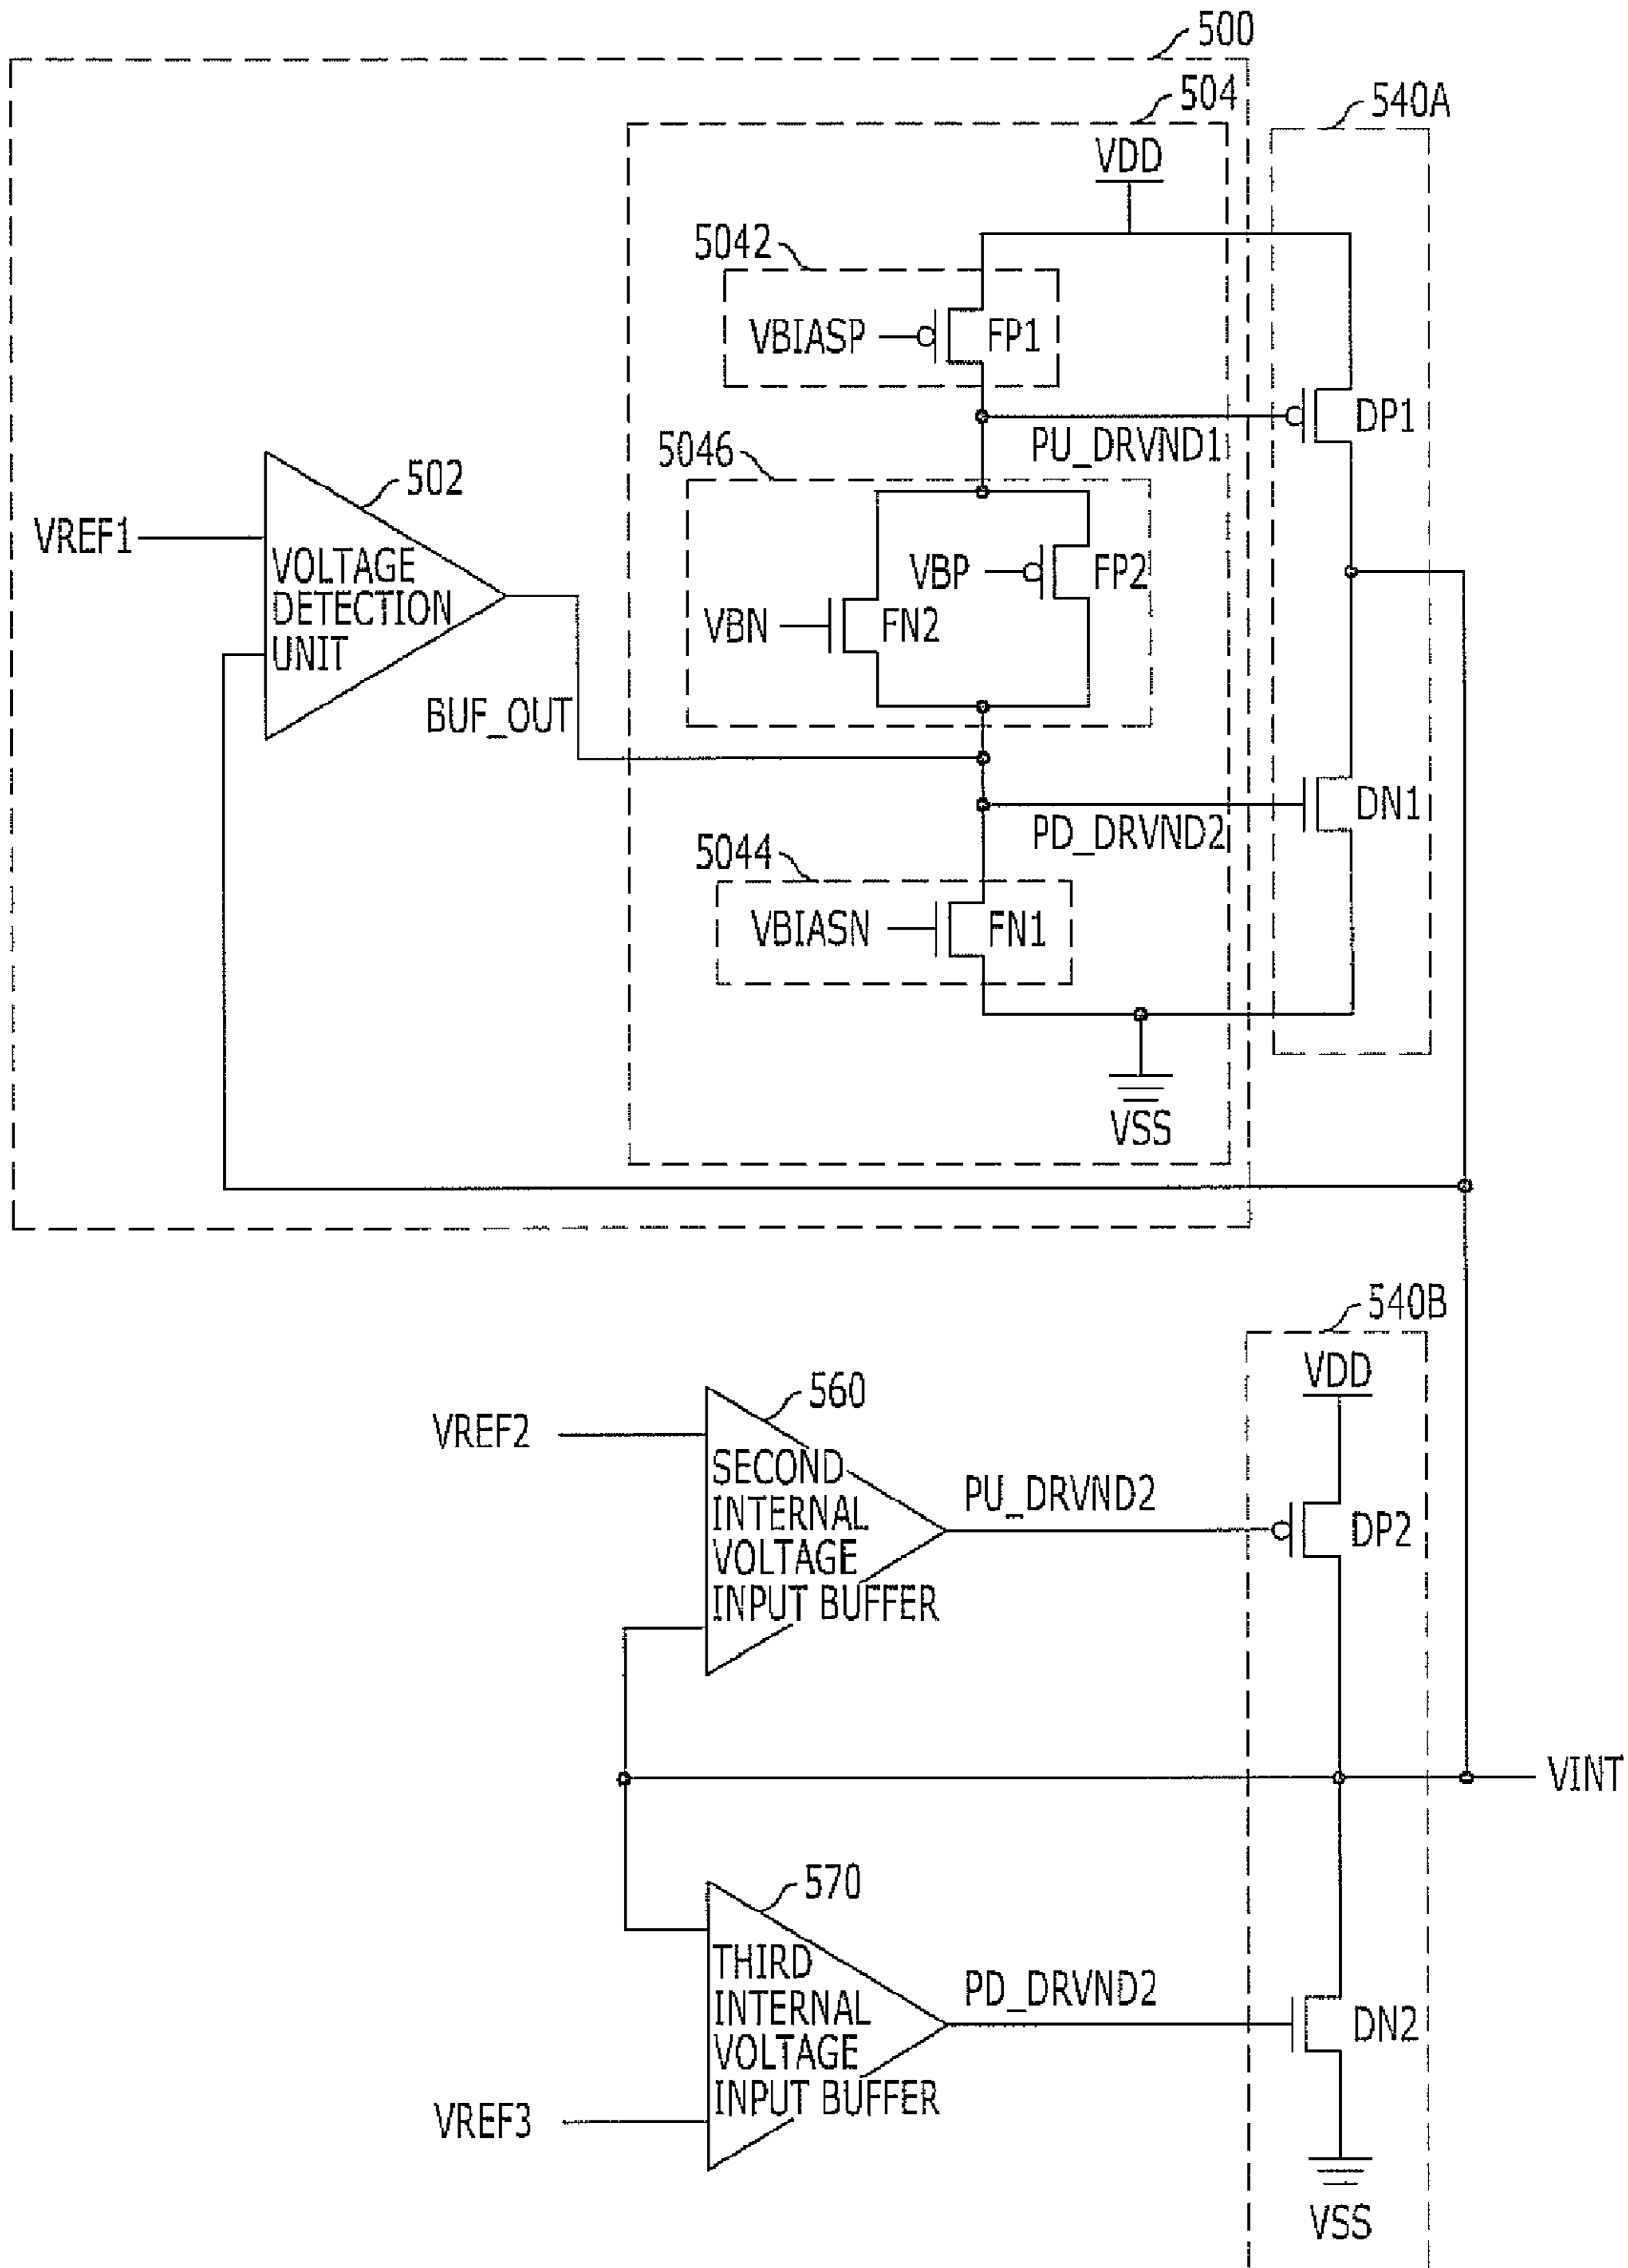 500
504
540A
VDD
5042
VBIASP
FP1
DP1
PU_DRVND1
5046
502
VREF1
VOLTAGE
DETECTION
UNIT
VBP
FP2
VBN
FN2
BUF_OUT
DN1
PD_DRVND2
5044
VBIASN
FN1
VSS
540B
VDD
560
VREF2
SECOND
INTERNAL
VOLTAGE
INPUT BUFFER
PU_DRVND2
DP2
VINT
570
THIRD
INTERNAL
VOLTAGE
INPUT BUFFER
PD_DRVND2
DN2
VREF3
VSS